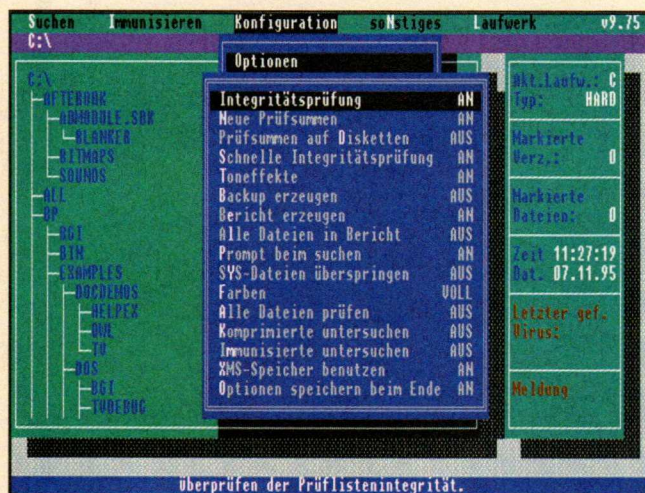 Suchen Immunisieren Konfiguration soNstiges Laufwerk v9.75
C:\
Optionen
C:\
AFTERDRK
ADMODULE.SBK
BLANKER
BITMAPS
SOUNDS
ALL
BP
BGI
BIN
EXAMPLES
DOCDEMOS
HELPEX
OWL
TV
DOS
BGI
TVDEBUG
Integritätsprüfung AN
Neue Prüfsummen AN
Prüfsummen auf Disketten AUS
Schnelle Integritätsprüfung AN
Toneffekte AN
Backup erzeugen AUS
Bericht erzeugen AN
Alle Dateien in Bericht AUS
Prompt beim suchen AN
SYS-Dateien überspringen AUS
Farben VOLL
Alle Dateien prüfen AUS
Komprimierte untersuchen AUS
Immunisierte untersuchen AUS
XMS-Speicher benutzen AN
Optionen speichern beim Ende AN
Akt.Laufw.: C
Typ: HARD
Markierte
Verz.: 0
Markierte
Dateien: 0
Zeit 11:27:19
Dat. 07.11.95
Letzter gef.
Virus:
Meldung
Überprüfen der Prüflistenintegrität.